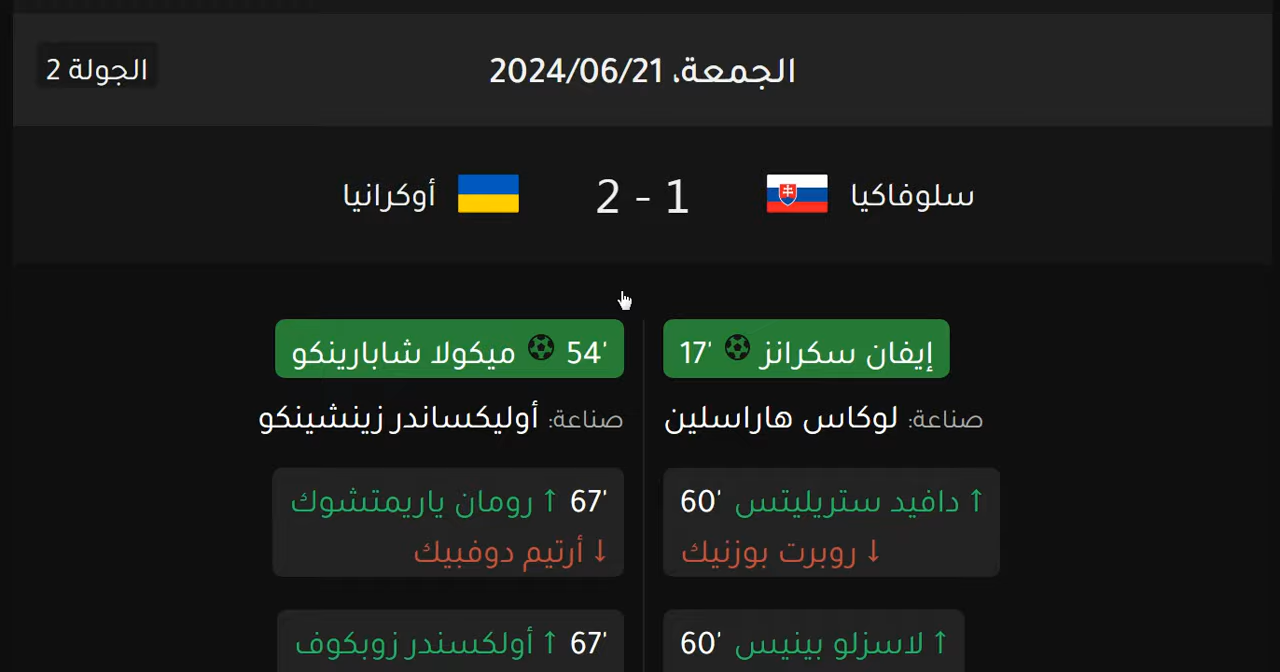 الجمعة، 2024/06/21
الجولة 2
سلوفاكيا 1 - 2 أوكرانيا
إيفان سكرانز 17'
صناعة: لوكاس هاراسلين
54' ميكولا شابارينكو
صناعة: أوليكساندر زينشينكو
↑ دافيد ستريليتس 60'
↓ روبرت بوزنيك
67' ↑ رومان ياريمتشوك
↓ أرتيم دوفبيك
↑ لاسزلو بينيس 60'
67' ↑ أولكسندر زوبكوف